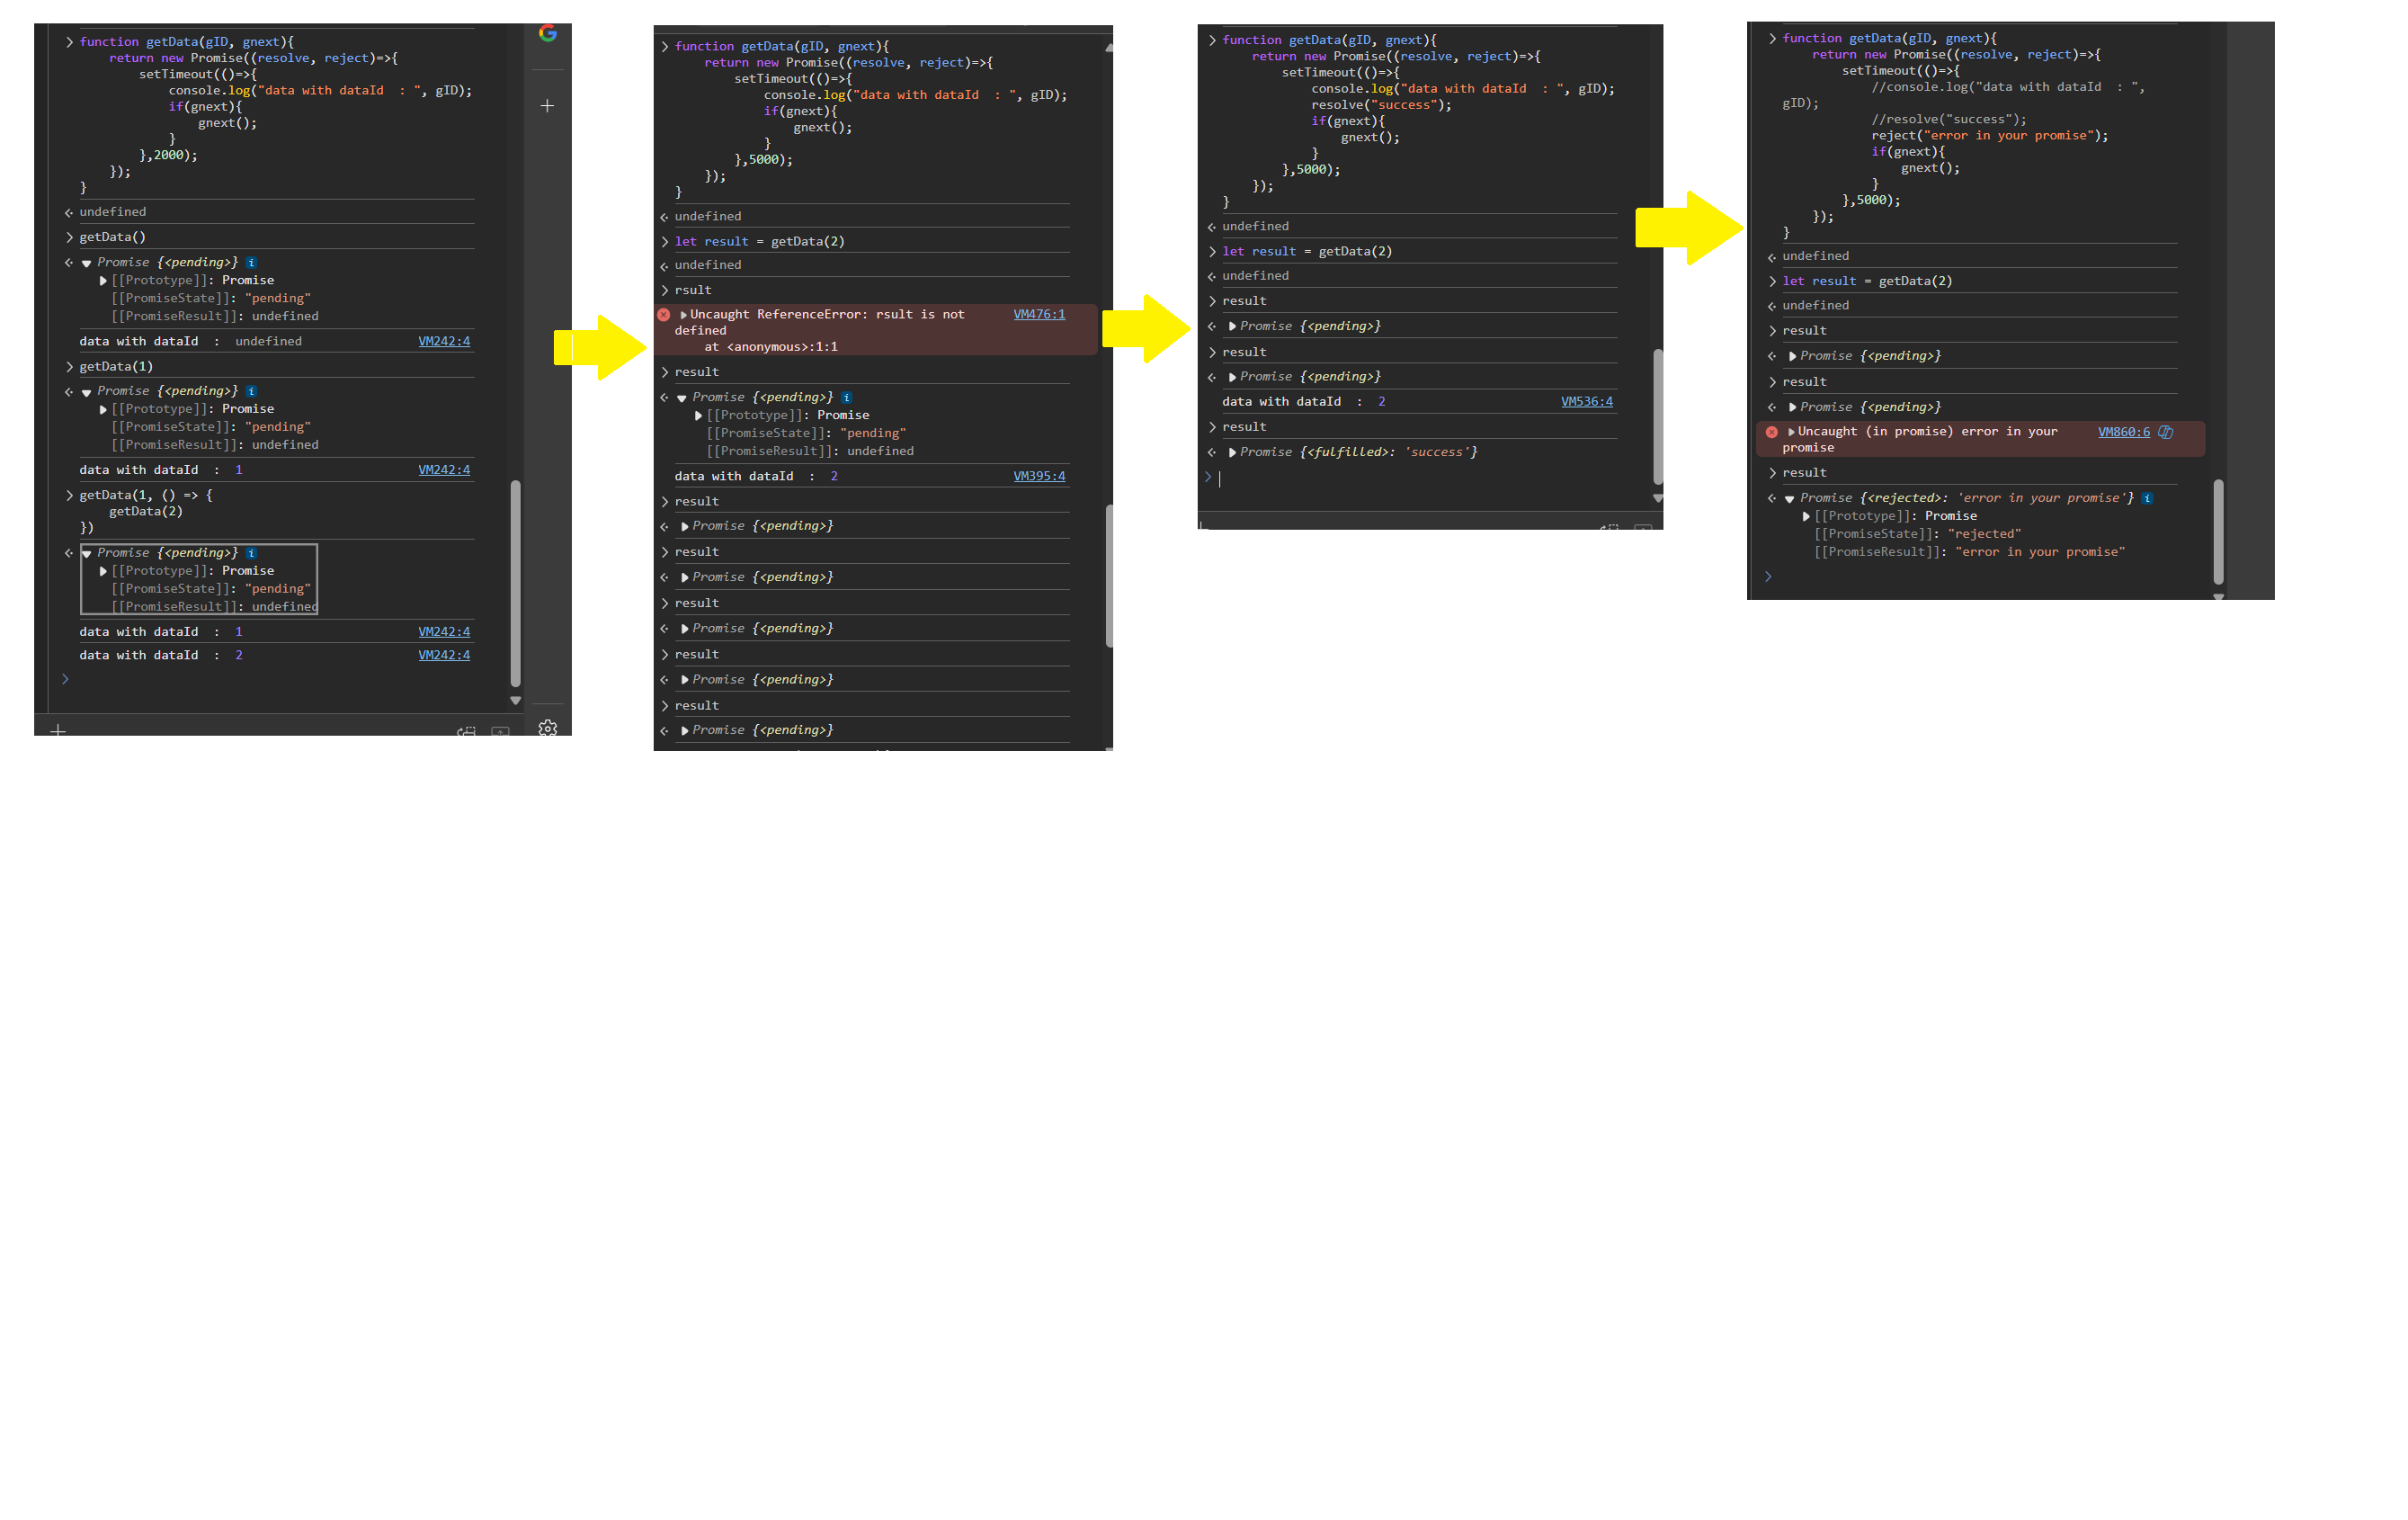 function getData(gID, gnext){
return new Promise((resolve, reject)=>{
setTimeout(()=>{
console.log("data with dataId  : ", gID);
if(gnext){
gnext();
}
},2000);
});
}
undefined
getData()
Promise {<pending>} i
[[Prototype]]: Promise
[[PromiseState]]: "pending"
[[PromiseResult]]: undefined
data with dataId  :  undefined VM242:4
getData(1)
Promise {<pending>} i
[[Prototype]]: Promise
[[PromiseState]]: "pending"
[[PromiseResult]]: undefined
data with dataId  :  1 VM242:4
getData(1, () => {
getData(2)
})
Promise {<pending>} i
[[Prototype]]: Promise
[[PromiseState]]: "pending"
[[PromiseResult]]: undefined
data with dataId  :  1 VM242:4
data with dataId  :  2 VM242:4
function getData(gID, gnext){
return new Promise((resolve, reject)=>{
setTimeout(()=>{
console.log("data with dataId  : ", gID);
if(gnext){
gnext();
}
},5000);
});
}
undefined
let result = getData(2)
undefined
rsult
Uncaught ReferenceError: rsult is not VM476:1
defined
at <anonymous>:1:1
result
Promise {<pending>} i
[[Prototype]]: Promise
[[PromiseState]]: "pending"
[[PromiseResult]]: undefined
data with dataId  :  2 VM395:4
result
Promise {<pending>}
result
Promise {<pending>}
result
Promise {<pending>}
result
Promise {<pending>}
result
Promise {<pending>}
function getData(gID, gnext){
return new Promise((resolve, reject)=>{
setTimeout(()=>{
console.log("data with dataId  : ", gID);
resolve("success");
if(gnext){
gnext();
}
},5000);
});
}
undefined
let result = getData(2)
undefined
result
Promise {<pending>}
result
Promise {<pending>}
data with dataId  :  2 VM536:4
result
Promise {<fulfilled>: 'success'}
function getData(gID, gnext){
return new Promise((resolve, reject)=>{
setTimeout(()=>{
//console.log("data with dataId  : ",
gID);
//resolve("success");
reject("error in your promise");
if(gnext){
gnext();
}
},5000);
});
}
undefined
let result = getData(2)
undefined
result
Promise {<pending>}
result
Promise {<pending>}
Uncaught (in promise) error in your VM860:6
promise
result
Promise {<rejected>: 'error in your promise'} i
[[Prototype]]: Promise
[[PromiseState]]: "rejected"
[[PromiseResult]]: "error in your promise"